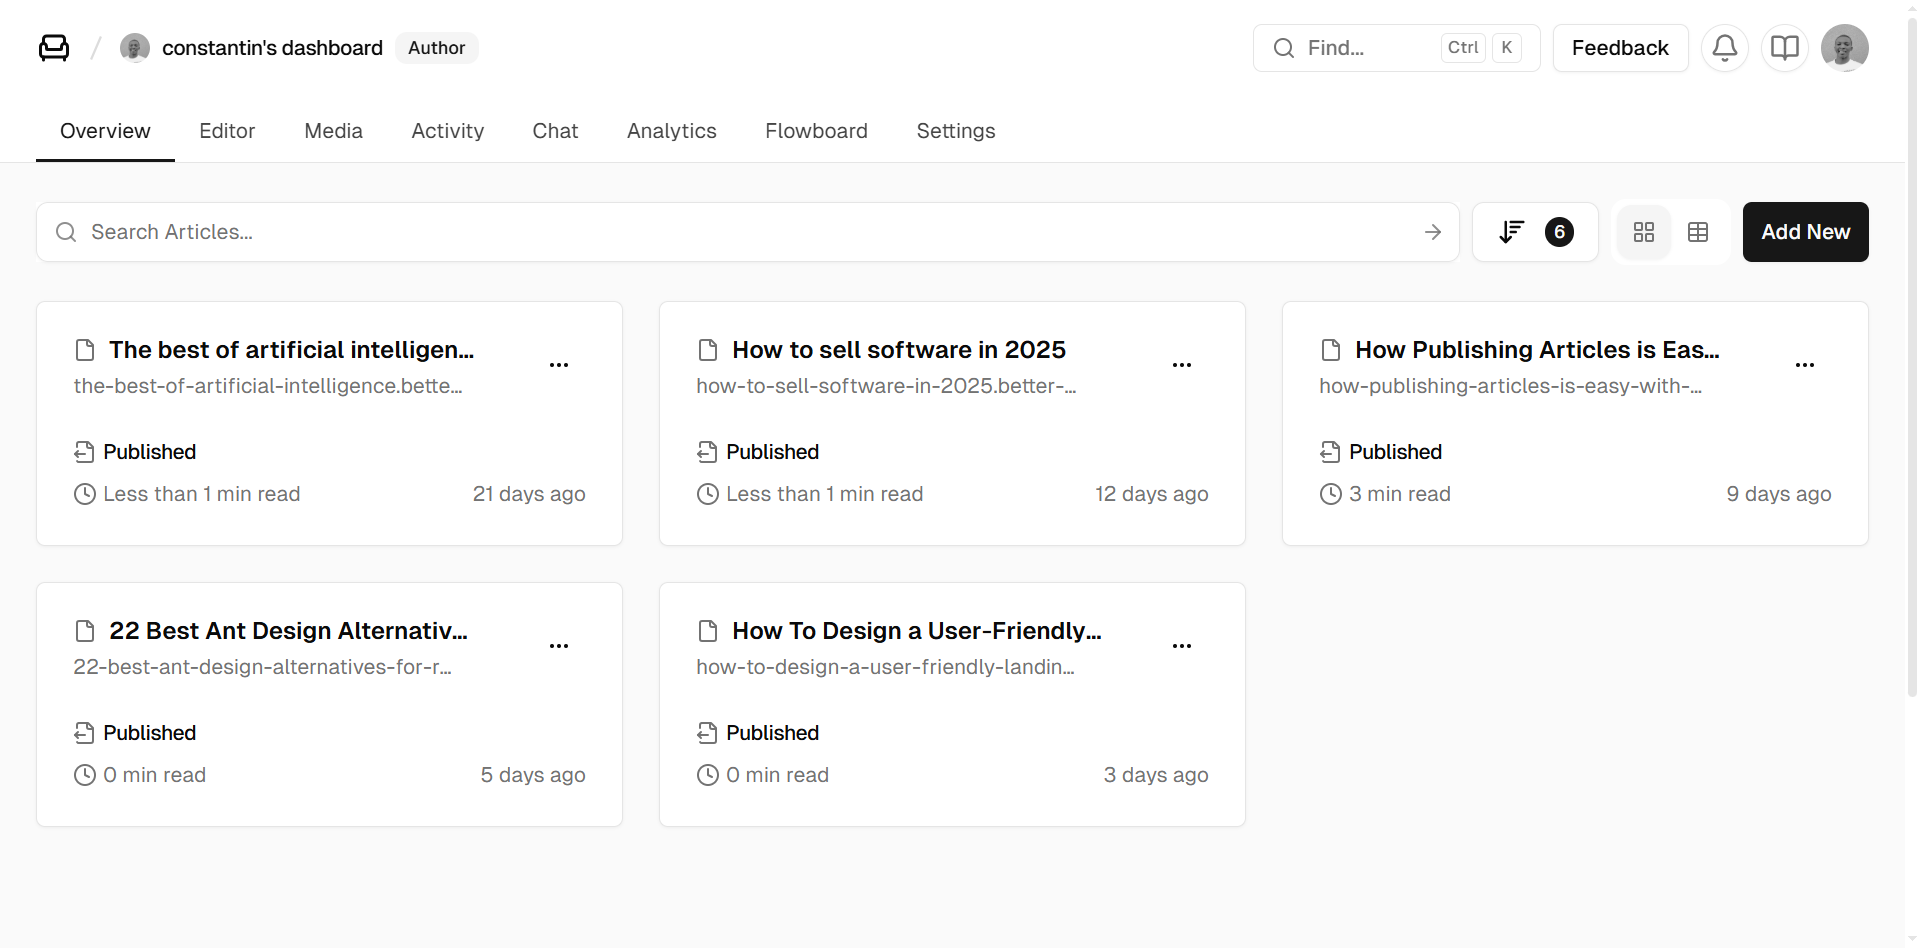 constantin's dashboard Author Find... Ctrl K Feedback
Overview Editor Media Activity Chat Analytics Flowboard Settings
Search Articles... 6 Add New
The best of artificial intelligen...
the-best-of-artificial-intelligence.bette...
Published
Less than 1 min read 21 days ago
How to sell software in 2025
how-to-sell-software-in-2025.better-...
Published
Less than 1 min read 12 days ago
How Publishing Articles is Eas...
how-publishing-articles-is-easy-with-...
Published
3 min read 9 days ago
22 Best Ant Design Alternativ...
22-best-ant-design-alternatives-for-r...
Published
0 min read 5 days ago
How To Design a User-Friendly...
how-to-design-a-user-friendly-landin...
Published
0 min read 3 days ago